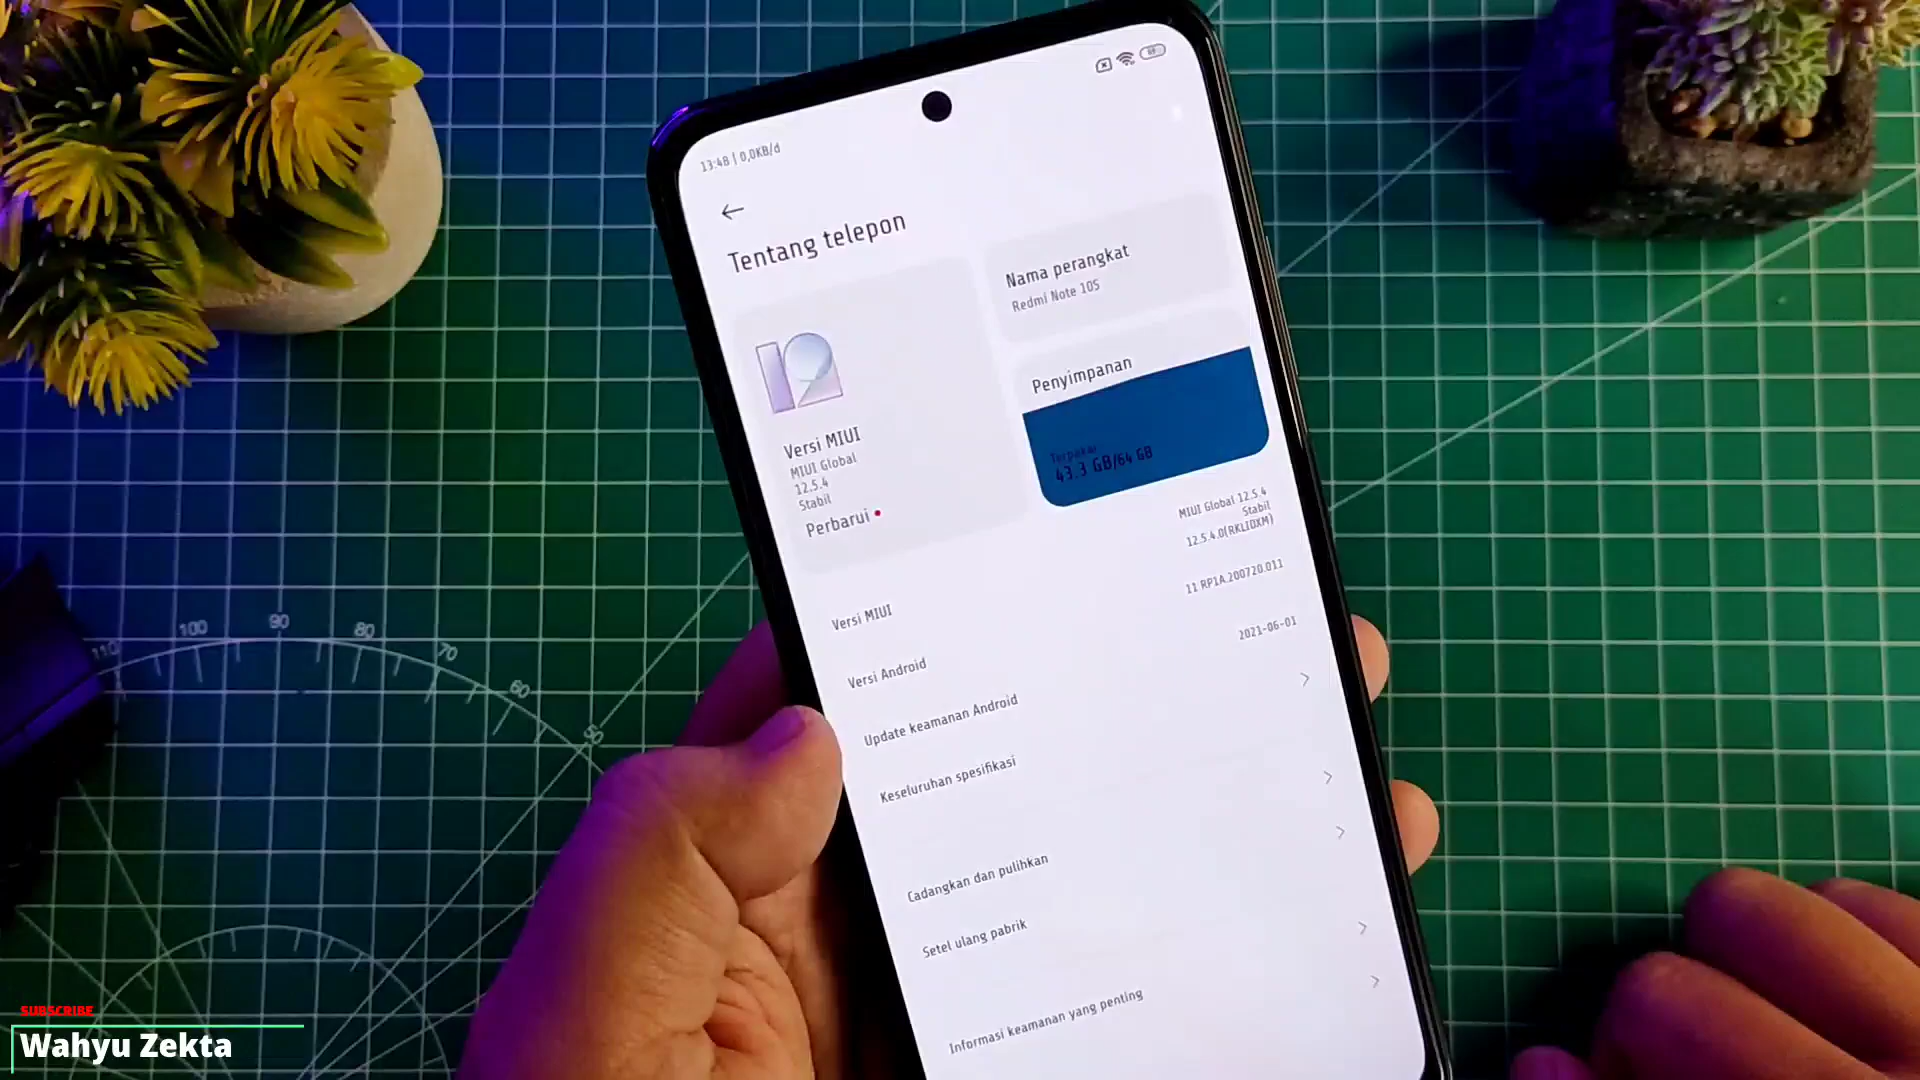 13:48 | 0,0KB/d
Tentang telepon
Nama perangkat
Redmi Note 10S
12
Versi MIUI
MIUI Global
12.5.4
Stabil
Perbarui
Penyimpanan
Terpakai
43.3 GB/64 GB
Versi MIUI
MIUI Global 12.5.4
Stabil
12.5.4.0(RKLIDXM)
Versi Android
11 RP1A.200720.011
Update keamanan Android
2021-06-01
Keseluruhan spesifikasi
Cadangkan dan pulihkan
Setel ulang pabrik
Informasi keamanan yang penting
110
100
90
80
70
60
50
SUBSCRIBE
Wahyu Zekta